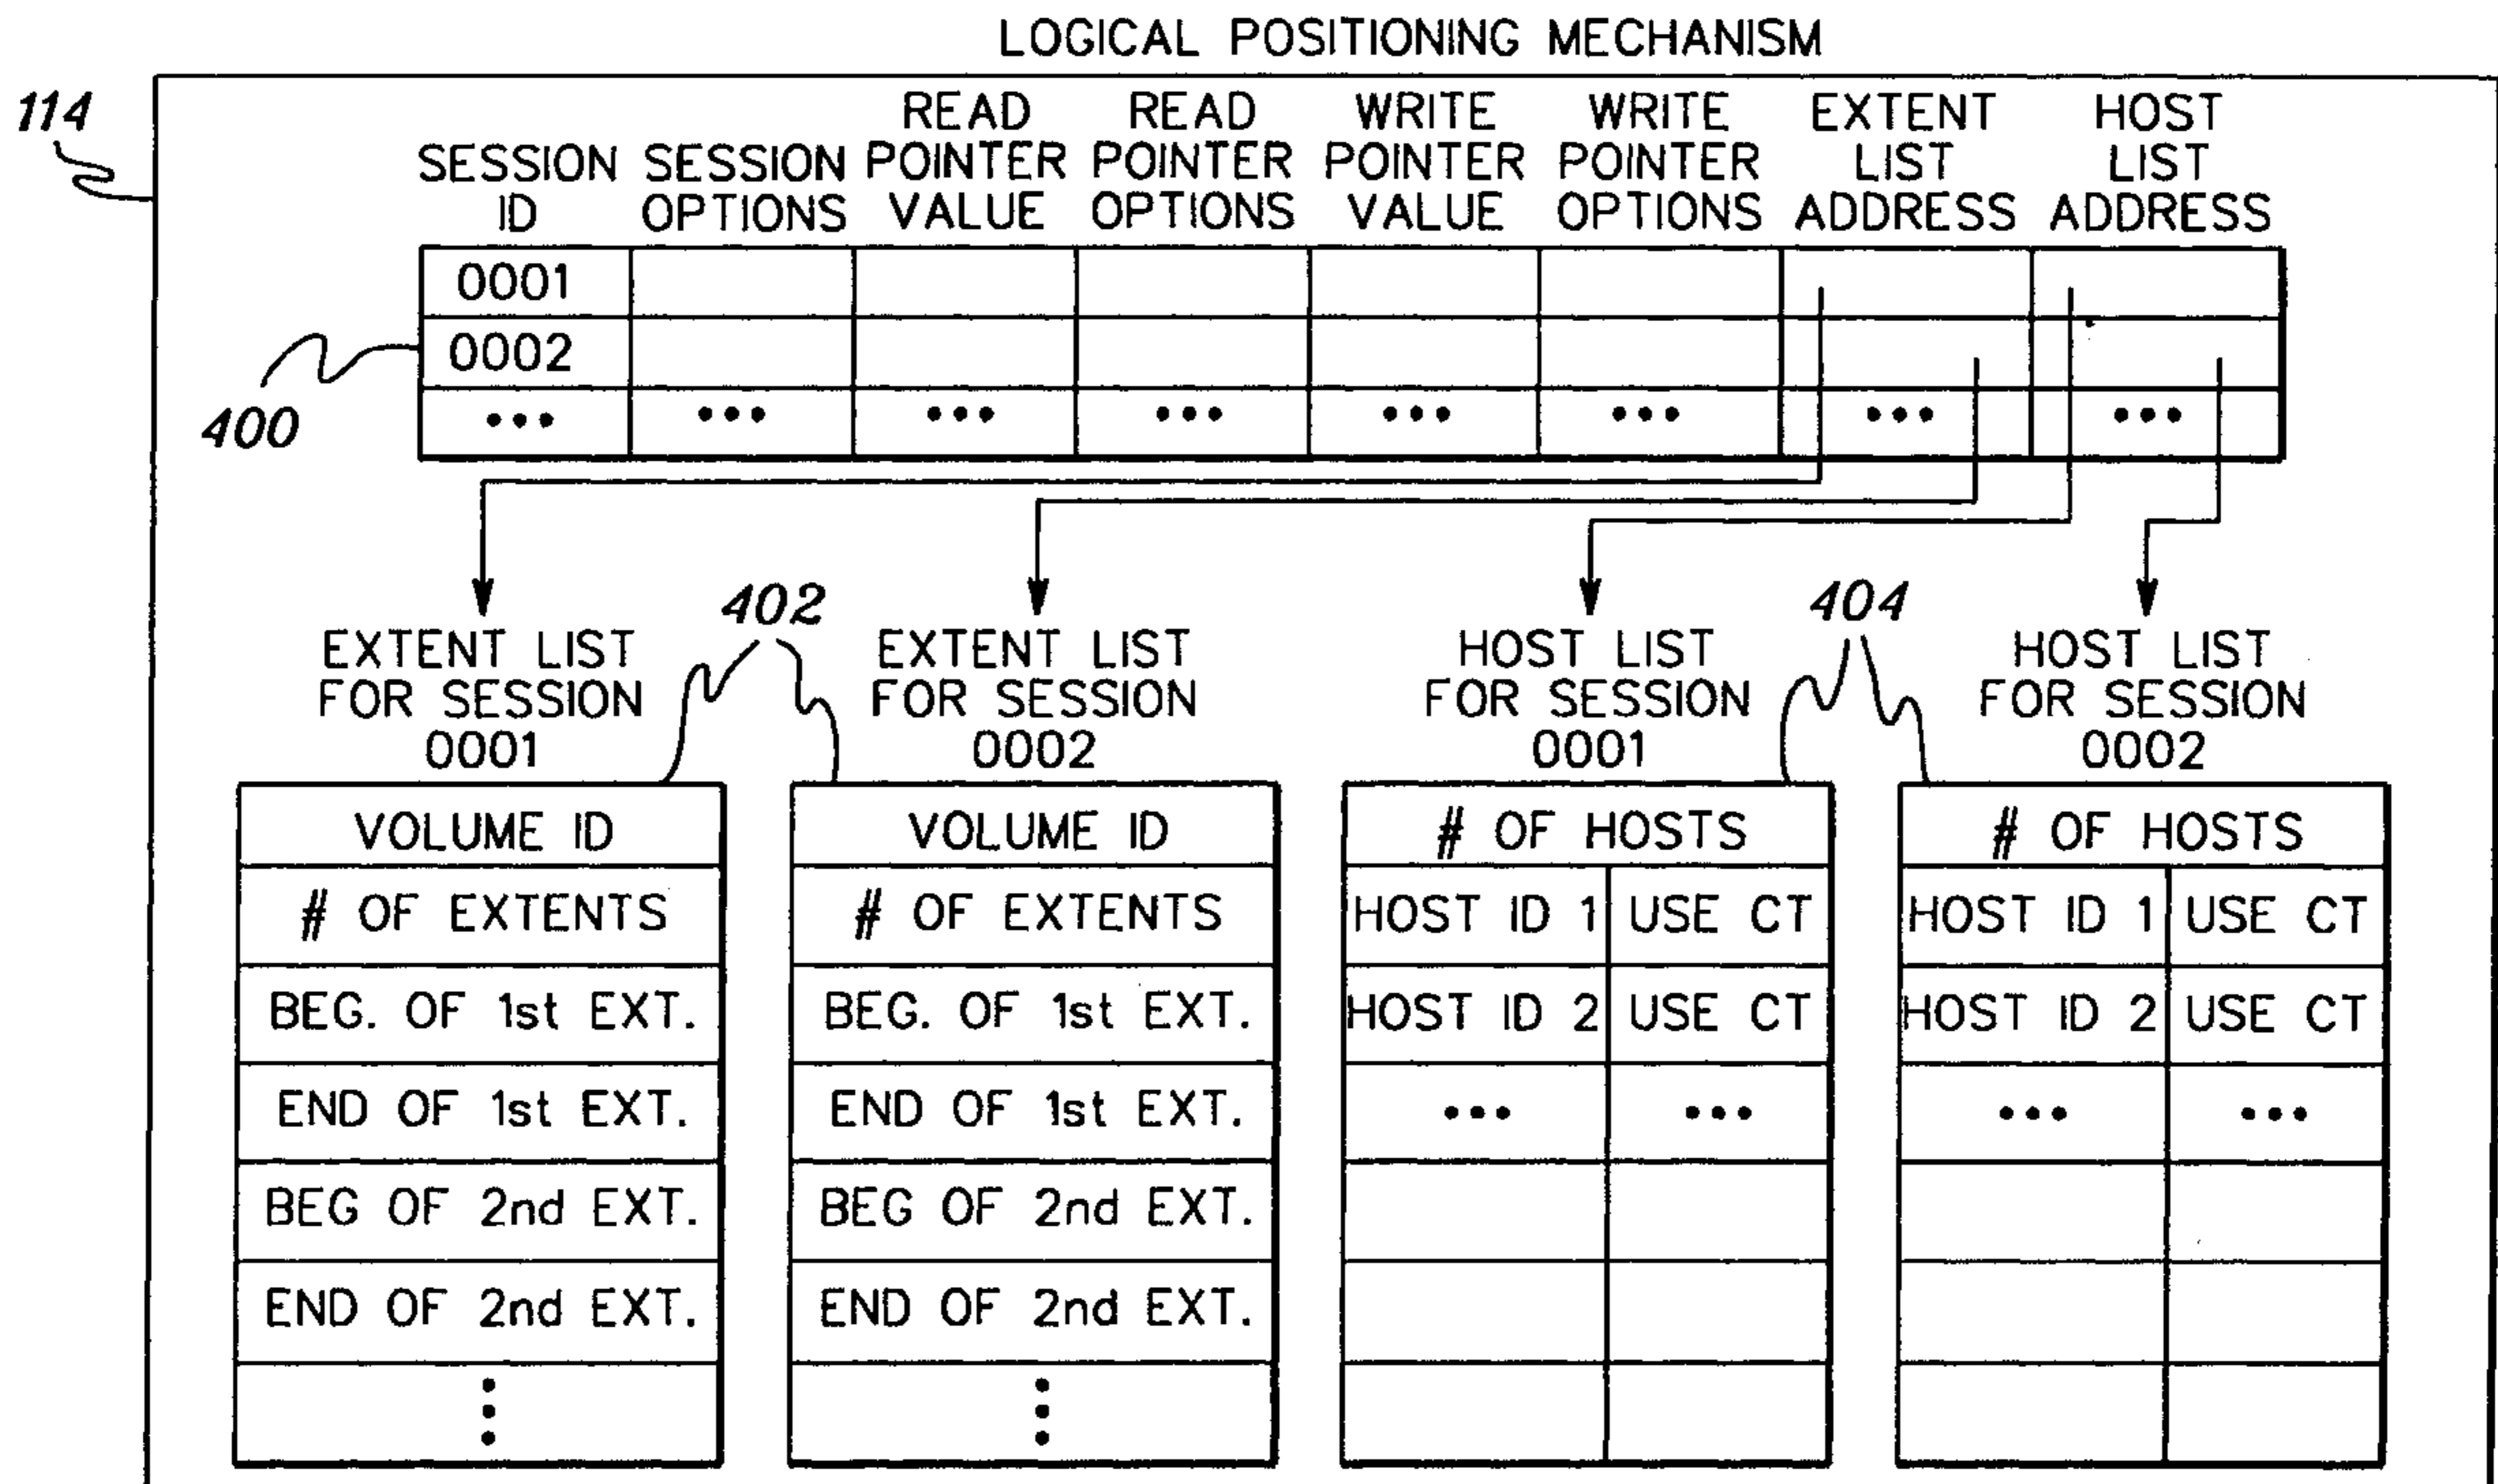 LOGICAL POSITIONING MECHANISM
114
SESSION ID
SESSION OPTIONS
READ POINTER VALUE
READ POINTER OPTIONS
WRITE POINTER VALUE
WRITE POINTER OPTIONS
EXTENT LIST ADDRESS
HOST LIST ADDRESS
0001
0002
••• ••• ••• ••• ••• ••• ••• •••
400
402
404
EXTENT LIST
FOR SESSION
0001
VOLUME ID
# OF EXTENTS
BEG. OF 1st EXT.
END OF 1st EXT.
BEG OF 2nd EXT.
END OF 2nd EXT.
EXTENT LIST
FOR SESSION
0002
VOLUME ID
# OF EXTENTS
BEG. OF 1st EXT.
END OF 1st EXT.
BEG OF 2nd EXT.
END OF 2nd EXT.
HOST LIST
FOR SESSION
0001
# OF HOSTS
HOST ID 1 USE CT
HOST ID 2 USE CT
••• •••
HOST LIST
FOR SESSION
0002
# OF HOSTS
HOST ID 1 USE CT
HOST ID 2 USE CT
••• •••